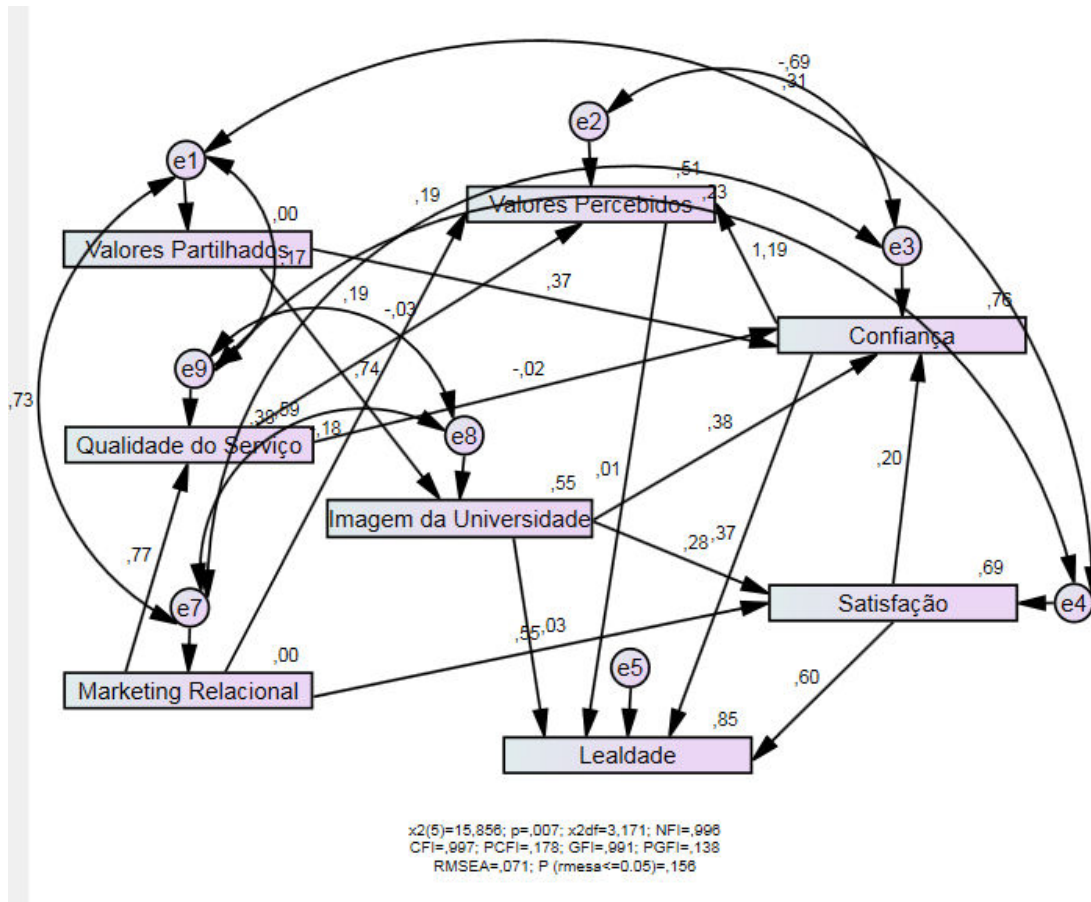 -,69
,31
e2
e1
,51
,19
Valores Percebidos
,23
,00
e3
Valores Partilhados
,17
1,19
,19
,37
,76
-,03
Confiança
e9
,74
-,02
,73
,38
,59
,18
e8
,38
Qualidade do Serviço
,01
,20
,55
Imagem da Universidade
,77
,28
,37
,69
e7
Satisfação
e4
,55
,03
,00
e5
Marketing Relacional
,60
,85
Lealdade
x2(5)=15,856; p=,007; x2df=3,171; NFI=,996
CFI=,997; PCFI=,178; GFI=,991; PGFI=,138
RMSEA=,071; P (rmesa<=0.05)=,156